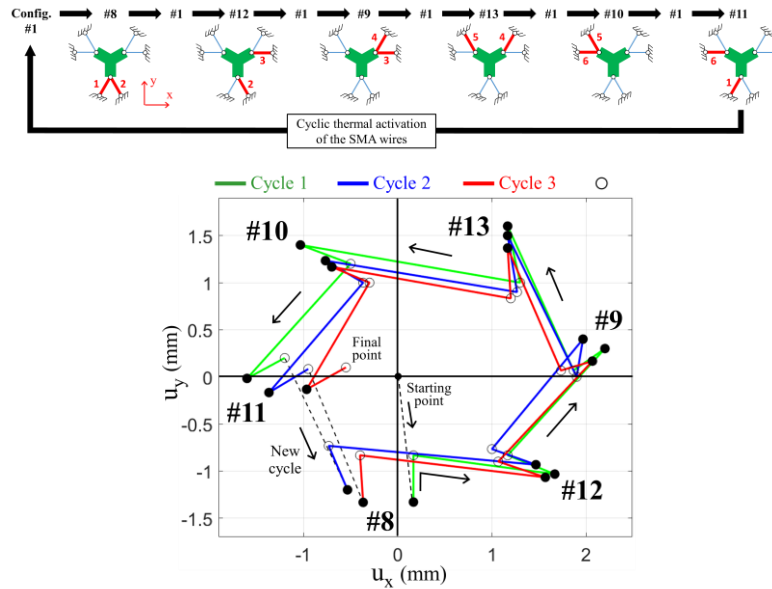 Config. #8 #1 #12 #1 #9 #1 #13 #1 #10 #1 #11
#1
1 2
y
x
3
2
4
3
5 4
5
6
6
1
Cyclic thermal activation
of the SMA wires
Cycle 1 Cycle 2 Cycle 3
#10
#13
#9
#11
#12
#8
Final
point
Starting
point
New
cycle
1.5
1
0.5
0
-0.5
-1
-1.5
u_y (mm)
-1 0 1 2
u_x (mm)